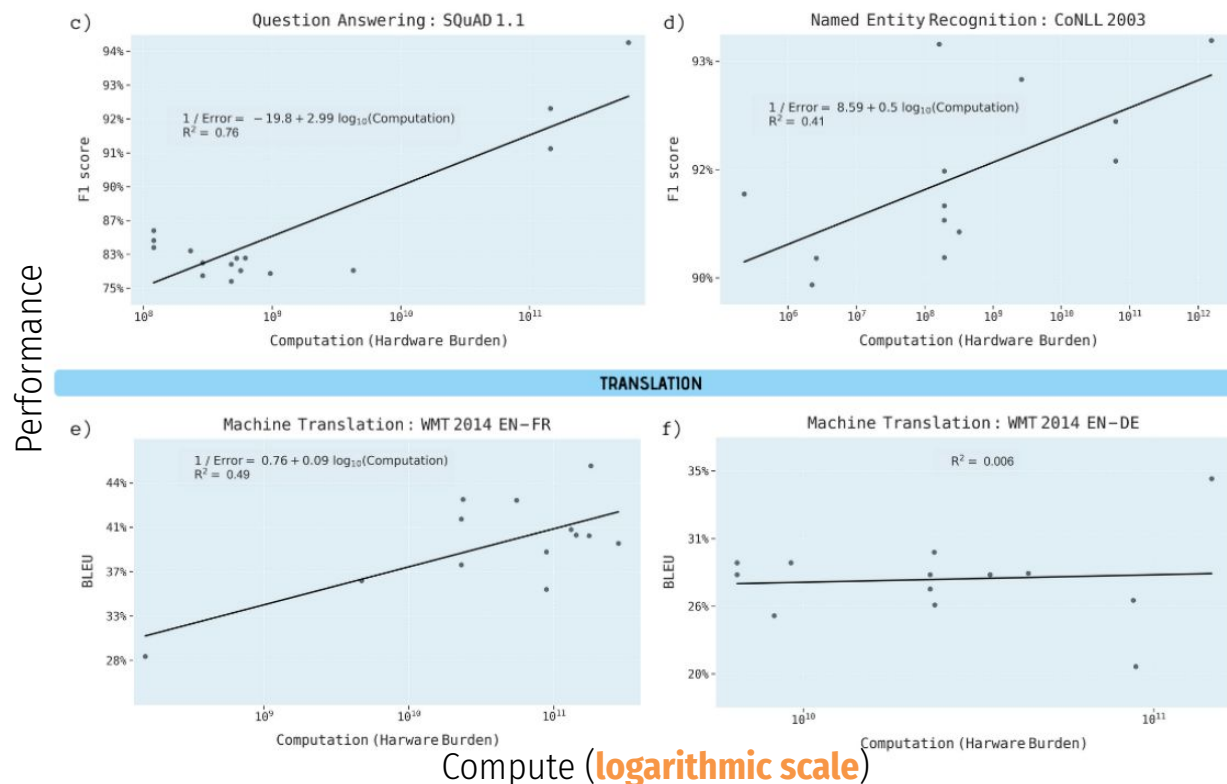 c) Question Answering : SQuAD 1.1
94%
93%
92%
91%
90%
87%
83%
75%
F1 score
1 / Error = − 19.8 + 2.99 log₁₀(Computation)
R² = 0.76
10⁸ 10⁹ 10¹⁰ 10¹¹
Computation (Hardware Burden)
d) Named Entity Recognition : CoNLL 2003
93%
92%
90%
F1 score
1 / Error = 8.59 + 0.5 log₁₀(Computation)
R² = 0.41
10⁶ 10⁷ 10⁸ 10⁹ 10¹⁰ 10¹¹ 10¹²
Computation (Hardware Burden)
Performance
TRANSLATION
e) Machine Translation : WMT 2014 EN−FR
44%
41%
37%
33%
28%
BLEU
1 / Error = 0.76 + 0.09 log₁₀(Computation)
R² = 0.49
10⁹ 10¹⁰ 10¹¹
Computation (Harware Burden)
f) Machine Translation : WMT 2014 EN−DE
35%
31%
26%
20%
BLEU
R² = 0.006
10¹⁰ 10¹¹
Computation (Hardware Burden)
Compute (logarithmic scale)